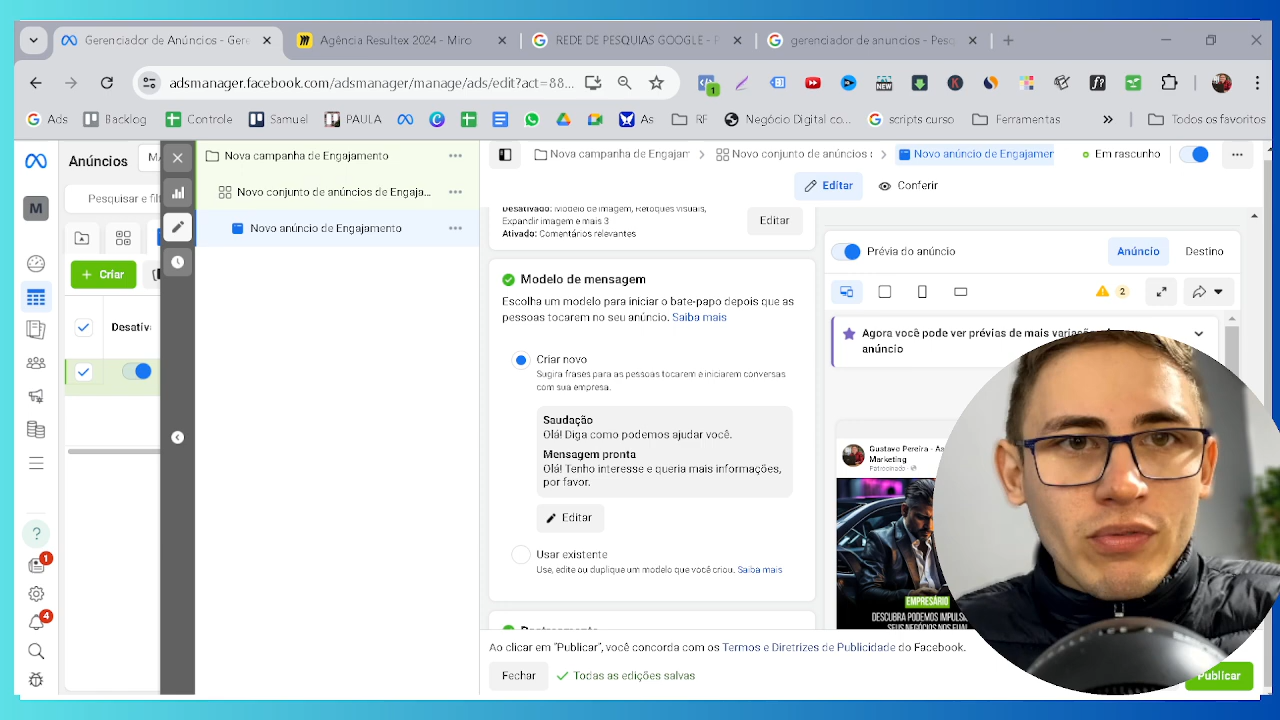 Gerenciador de Anúncios - Gere
Agência Resultex 2024 - Miro
REDE DE PESQUIAS GOOGLE - P
gerenciador de anuncios - Pesq
adsmanager.facebook.com/adsmanager/manage/ads/edit?act=88...
1
NEW
K
f?
Ads
Backlog
Controle
Samuel
PAULA
As
RF
Negócio Digital co...
scripts curso
Ferramentas
»
Todos os favoritos
Anúncios
Pesquisar e filt
M
+ Criar
Desativa
?
1
4
Nova campanha de Engajamento
Novo conjunto de anúncios de Engaja...
Novo anúncio de Engajamento
Nova campanha de Engajam
Novo conjunto de anúncios
Novo anúncio de Engajamen
Em rascunho
Editar
Conferir
Desativado: Modelo de imagem, Retoques visuais,
Expandir imagem e mais 3
Ativado: Comentários relevantes
Editar
Modelo de mensagem
Escolha um modelo para iniciar o bate-papo depois que as
pessoas tocarem no seu anúncio. Saiba mais
Criar novo
Sugira frases para as pessoas tocarem e iniciarem conversas
com sua empresa.
Saudação
Olá! Diga como podemos ajudar você.
Mensagem pronta
Olá! Tenho interesse e queria mais informações,
por favor.
Editar
Usar existente
Use, edite ou duplique um modelo que você criou. Saiba mais
Prévia do anúncio
Anúncio
Destino
2
Agora você pode ver prévias de mais
anúncio
Gustavo Pereira - As
Marketing
Patrocinado
EMPRESÁRIO
DESCUBRA PODEMOS IMPULSI
Ao clicar em "Publicar", você concorda com os Termos e Diretrizes de Publicidade do Facebook.
Fechar
Todas as edições salvas
Publicar